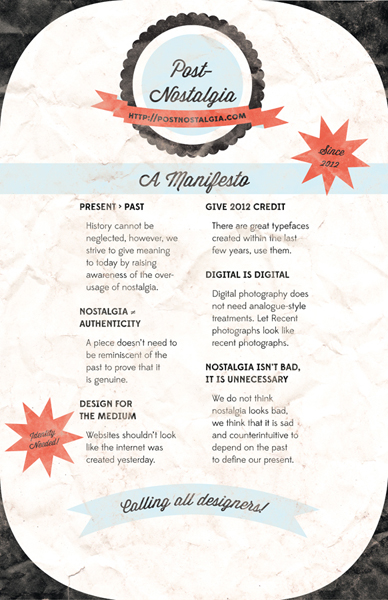 Post-
Nostalgia
HTTP://POSTNOSTALGIA.COM
Since
2012
A Manifesto
PRESENT > PAST
History cannot be
neglected, however, we
strive to give meaning
to today by raising
awareness of the over-
usage of nostalgia.
NOSTALGIA ≠
AUTHENTICITY
A piece doesn't need to
be reminiscent of the
past to prove that it
is genuine.
DESIGN FOR
THE MEDIUM
Websites shouldn't look
like the internet was
created yesterday.
GIVE 2012 CREDIT
There are great typefaces
created within the last
few years, use them.
DIGITAL IS DIGITAL
Digital photography does
not need analogue-style
treatments. Let Recent
photographs look like
recent photographs.
NOSTALGIA ISN'T BAD,
IT IS UNNECESSARY
We do not think
nostalgia looks bad,
we think that it is sad
and counterintuitive to
depend on the past
to define our present.
Identity
Needed!
Calling all designers!